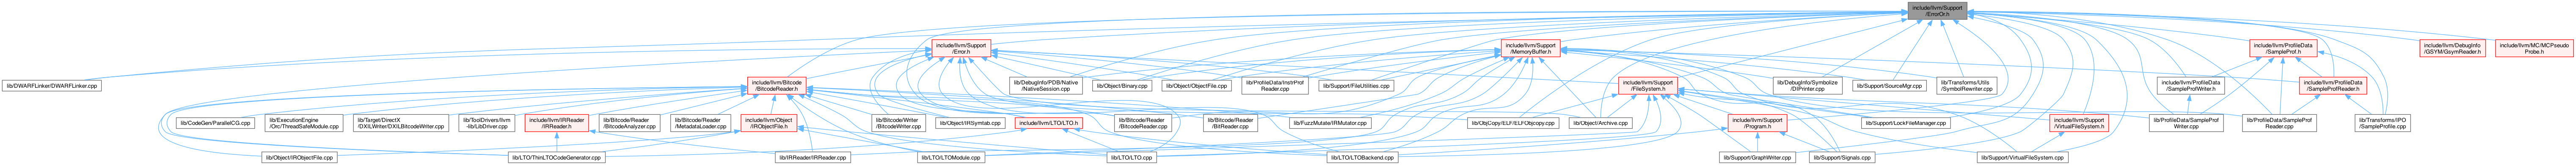 include/llvm/Support
/ErrorOr.h
include/llvm/Support
/Error.h
include/llvm/Support
/MemoryBuffer.h
include/llvm/ProfileData
/SampleProf.h
include/llvm/DebugInfo
/GSYM/GsymReader.h
include/llvm/MC/MCPseudo
Probe.h
lib/DWARFLinker/DWARFLinker.cpp
include/llvm/Bitcode
/BitcodeReader.h
lib/DebugInfo/PDB/Native
/NativeSession.cpp
lib/Object/Binary.cpp
lib/Object/ObjectFile.cpp
lib/ProfileData/InstrProf
Reader.cpp
lib/Support/FileUtilities.cpp
include/llvm/Support
/FileSystem.h
lib/DebugInfo/Symbolize
/DIPrinter.cpp
lib/Support/SourceMgr.cpp
lib/Transforms/Utils
/SymbolRewriter.cpp
include/llvm/ProfileData
/SampleProfWriter.h
include/llvm/ProfileData
/SampleProfReader.h
lib/CodeGen/ParallelCG.cpp
lib/ExecutionEngine
/Orc/ThreadSafeModule.cpp
lib/Target/DirectX
/DXILWriter/DXILBitcodeWriter.cpp
lib/ToolDrivers/llvm
-lib/LibDriver.cpp
include/llvm/IRReader
/IRReader.h
lib/Bitcode/Reader
/BitcodeAnalyzer.cpp
lib/Bitcode/Reader
/MetadataLoader.cpp
include/llvm/Object
/IRObjectFile.h
lib/Bitcode/Writer
/BitcodeWriter.cpp
lib/Object/IRSymtab.cpp
include/llvm/LTO/LTO.h
lib/Bitcode/Reader
/BitcodeReader.cpp
lib/Bitcode/Reader
/BitReader.cpp
lib/FuzzMutate/IRMutator.cpp
lib/ObjCopy/ELF/ELFObjcopy.cpp
lib/Object/Archive.cpp
include/llvm/Support
/Program.h
lib/Support/LockFileManager.cpp
include/llvm/Support
/VirtualFileSystem.h
lib/ProfileData/SampleProf
Writer.cpp
lib/ProfileData/SampleProf
Reader.cpp
lib/Transforms/IPO
/SampleProfile.cpp
lib/Object/IRObjectFile.cpp
lib/LTO/ThinLTOCodeGenerator.cpp
lib/IRReader/IRReader.cpp
lib/LTO/LTOModule.cpp
lib/LTO/LTO.cpp
lib/LTO/LTOBackend.cpp
lib/Support/GraphWriter.cpp
lib/Support/Signals.cpp
lib/Support/VirtualFileSystem.cpp